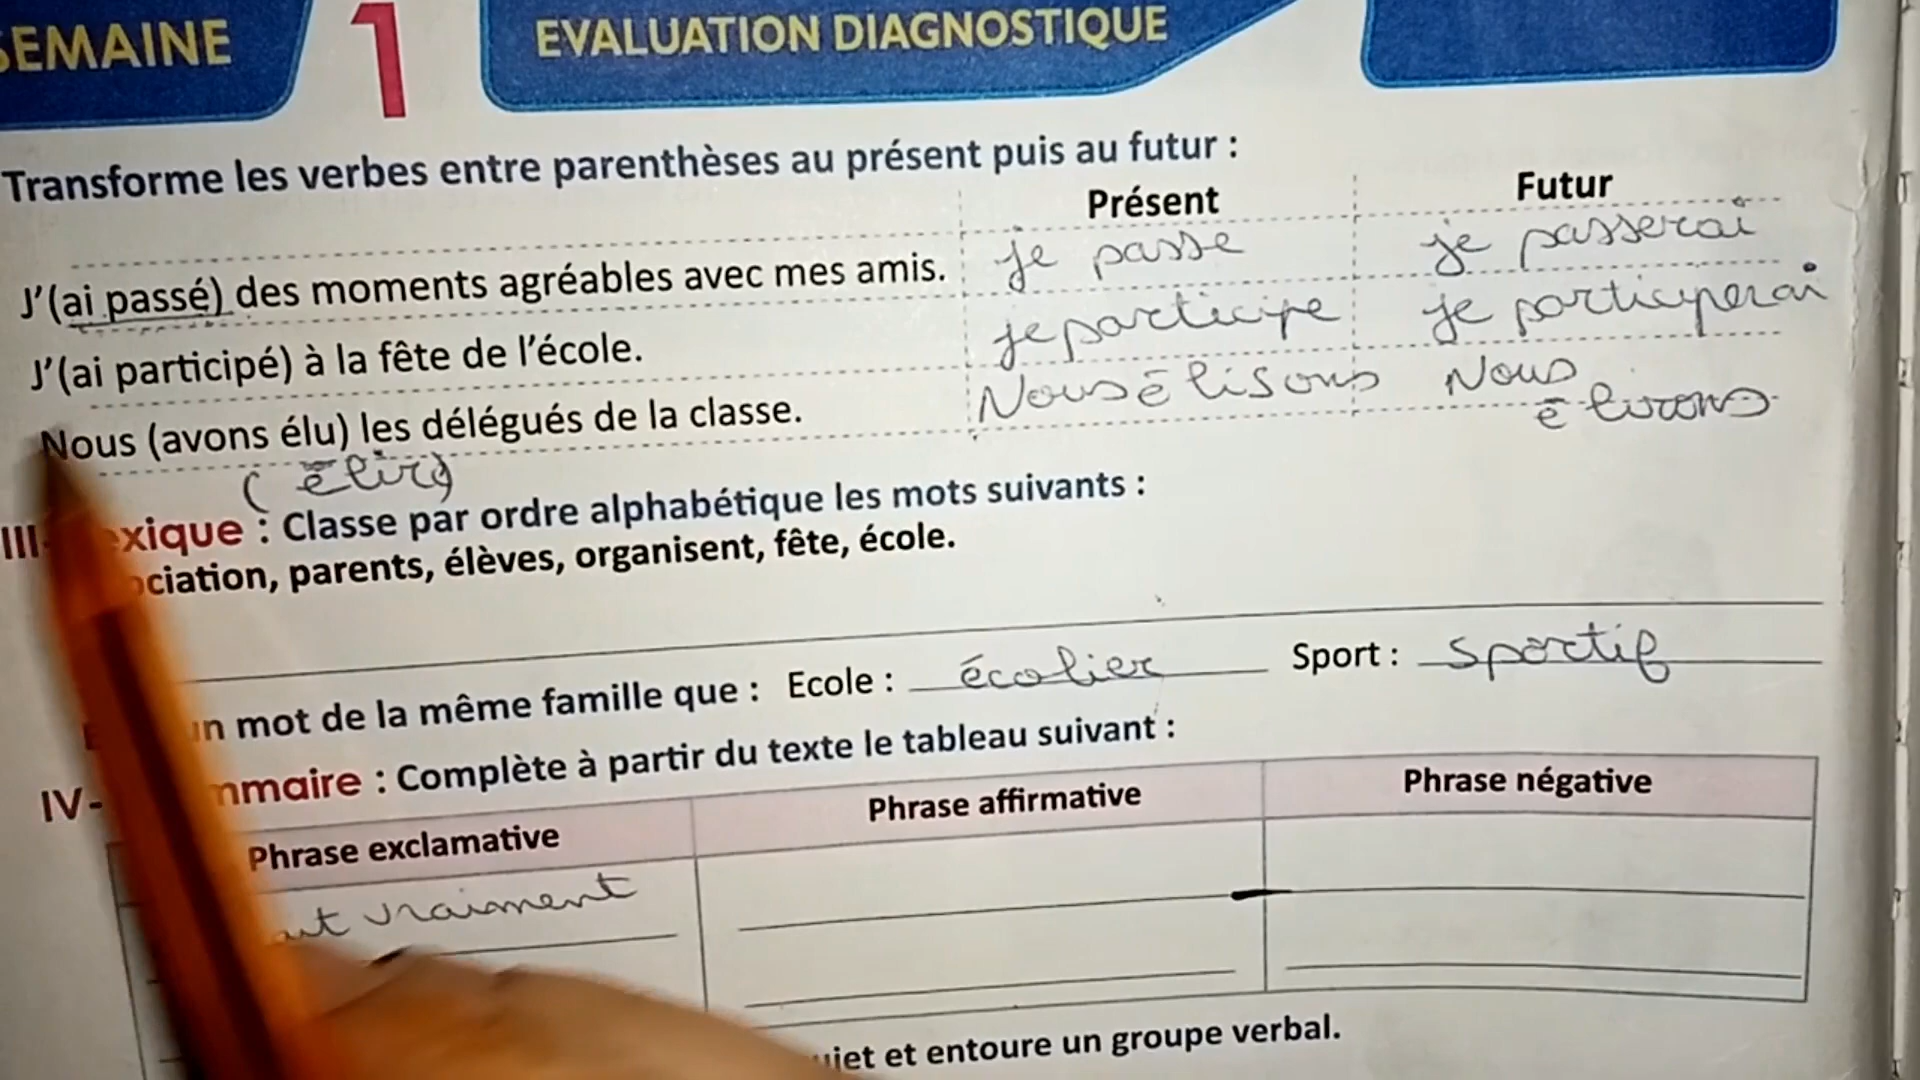 SEMAINE 1 EVALUATION DIAGNOSTIQUE
Transforme les verbes entre parenthèses au présent puis au futur :
Présent Futur
J'(ai passé) des moments agréables avec mes amis. je passe je passerai
J'(ai participé) à la fête de l'école. je participe je participerai
Nous (avons élu) les délégués de la classe. Nous élisons Nous élirons
(élire)
III- xique : Classe par ordre alphabétique les mots suivants :
ciation, parents, élèves, organisent, fête, école.
un mot de la même famille que : Ecole : écolier Sport : sportif
IV- mmaire : Complète à partir du texte le tableau suivant :
Phrase exclamative Phrase affirmative Phrase négative
vraiment
jet et entoure un groupe verbal.